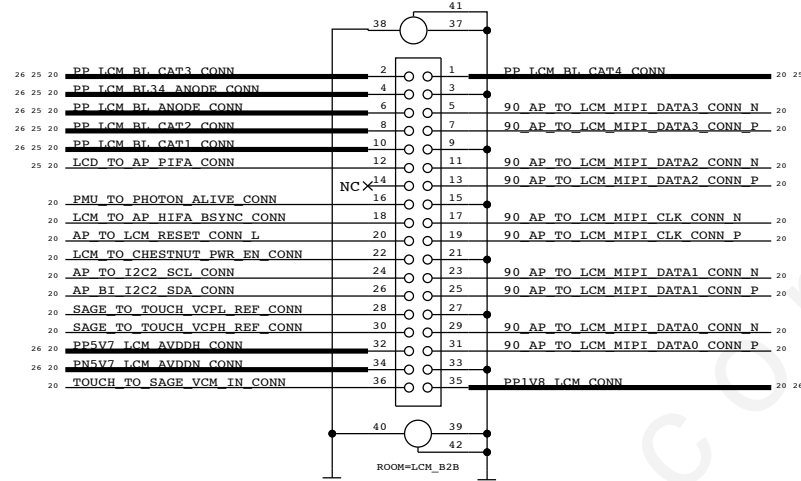 41
38 37
26 25 20 PP_LCM_BL_CAT3_CONN 2 1 PP_LCM_BL_CAT4_CONN 20 25
26 25 20 PP_LCM_BL34_ANODE_CONN 4 3
26 25 20 PP_LCM_BL_ANODE_CONN 6 5 90_AP_TO_LCM_MIPI_DATA3_CONN_N 20
26 25 20 PP_LCM_BL_CAT2_CONN 8 7 90_AP_TO_LCM_MIPI_DATA3_CONN_P 20
26 25 20 PP_LCM_BL_CAT1_CONN 10 9
25 20 LCD_TO_AP_PIFA_CONN 12 11 90_AP_TO_LCM_MIPI_DATA2_CONN_N 20
NC 14 13 90_AP_TO_LCM_MIPI_DATA2_CONN_P 20
20 PMU_TO_PHOTON_ALIVE_CONN 16 15
20 LCM_TO_AP_HIFA_BSYNC_CONN 18 17 90_AP_TO_LCM_MIPI_CLK_CONN_N 20
20 AP_TO_LCM_RESET_CONN_L 20 19 90_AP_TO_LCM_MIPI_CLK_CONN_P 20
20 LCM_TO_CHESTNUT_PWR_EN_CONN 22 21
20 AP_TO_I2C2_SCL_CONN 24 23 90_AP_TO_LCM_MIPI_DATA1_CONN_N 20
20 AP_BI_I2C2_SDA_CONN 26 25 90_AP_TO_LCM_MIPI_DATA1_CONN_P 20
20 SAGE_TO_TOUCH_VCPL_REF_CONN 28 27
20 SAGE_TO_TOUCH_VCPH_REF_CONN 30 29 90_AP_TO_LCM_MIPI_DATA0_CONN_N 20
26 20 PP5V7_LCM_AVDDH_CONN 32 31 90_AP_TO_LCM_MIPI_DATA0_CONN_P 20
26 20 PN5V7_LCM_AVDDN_CONN 34 33
20 TOUCH_TO_SAGE_VCM_IN_CONN 36 35 PP1V8_LCM_CONN 20 26
40 39
42
ROOM=LCM_B2B